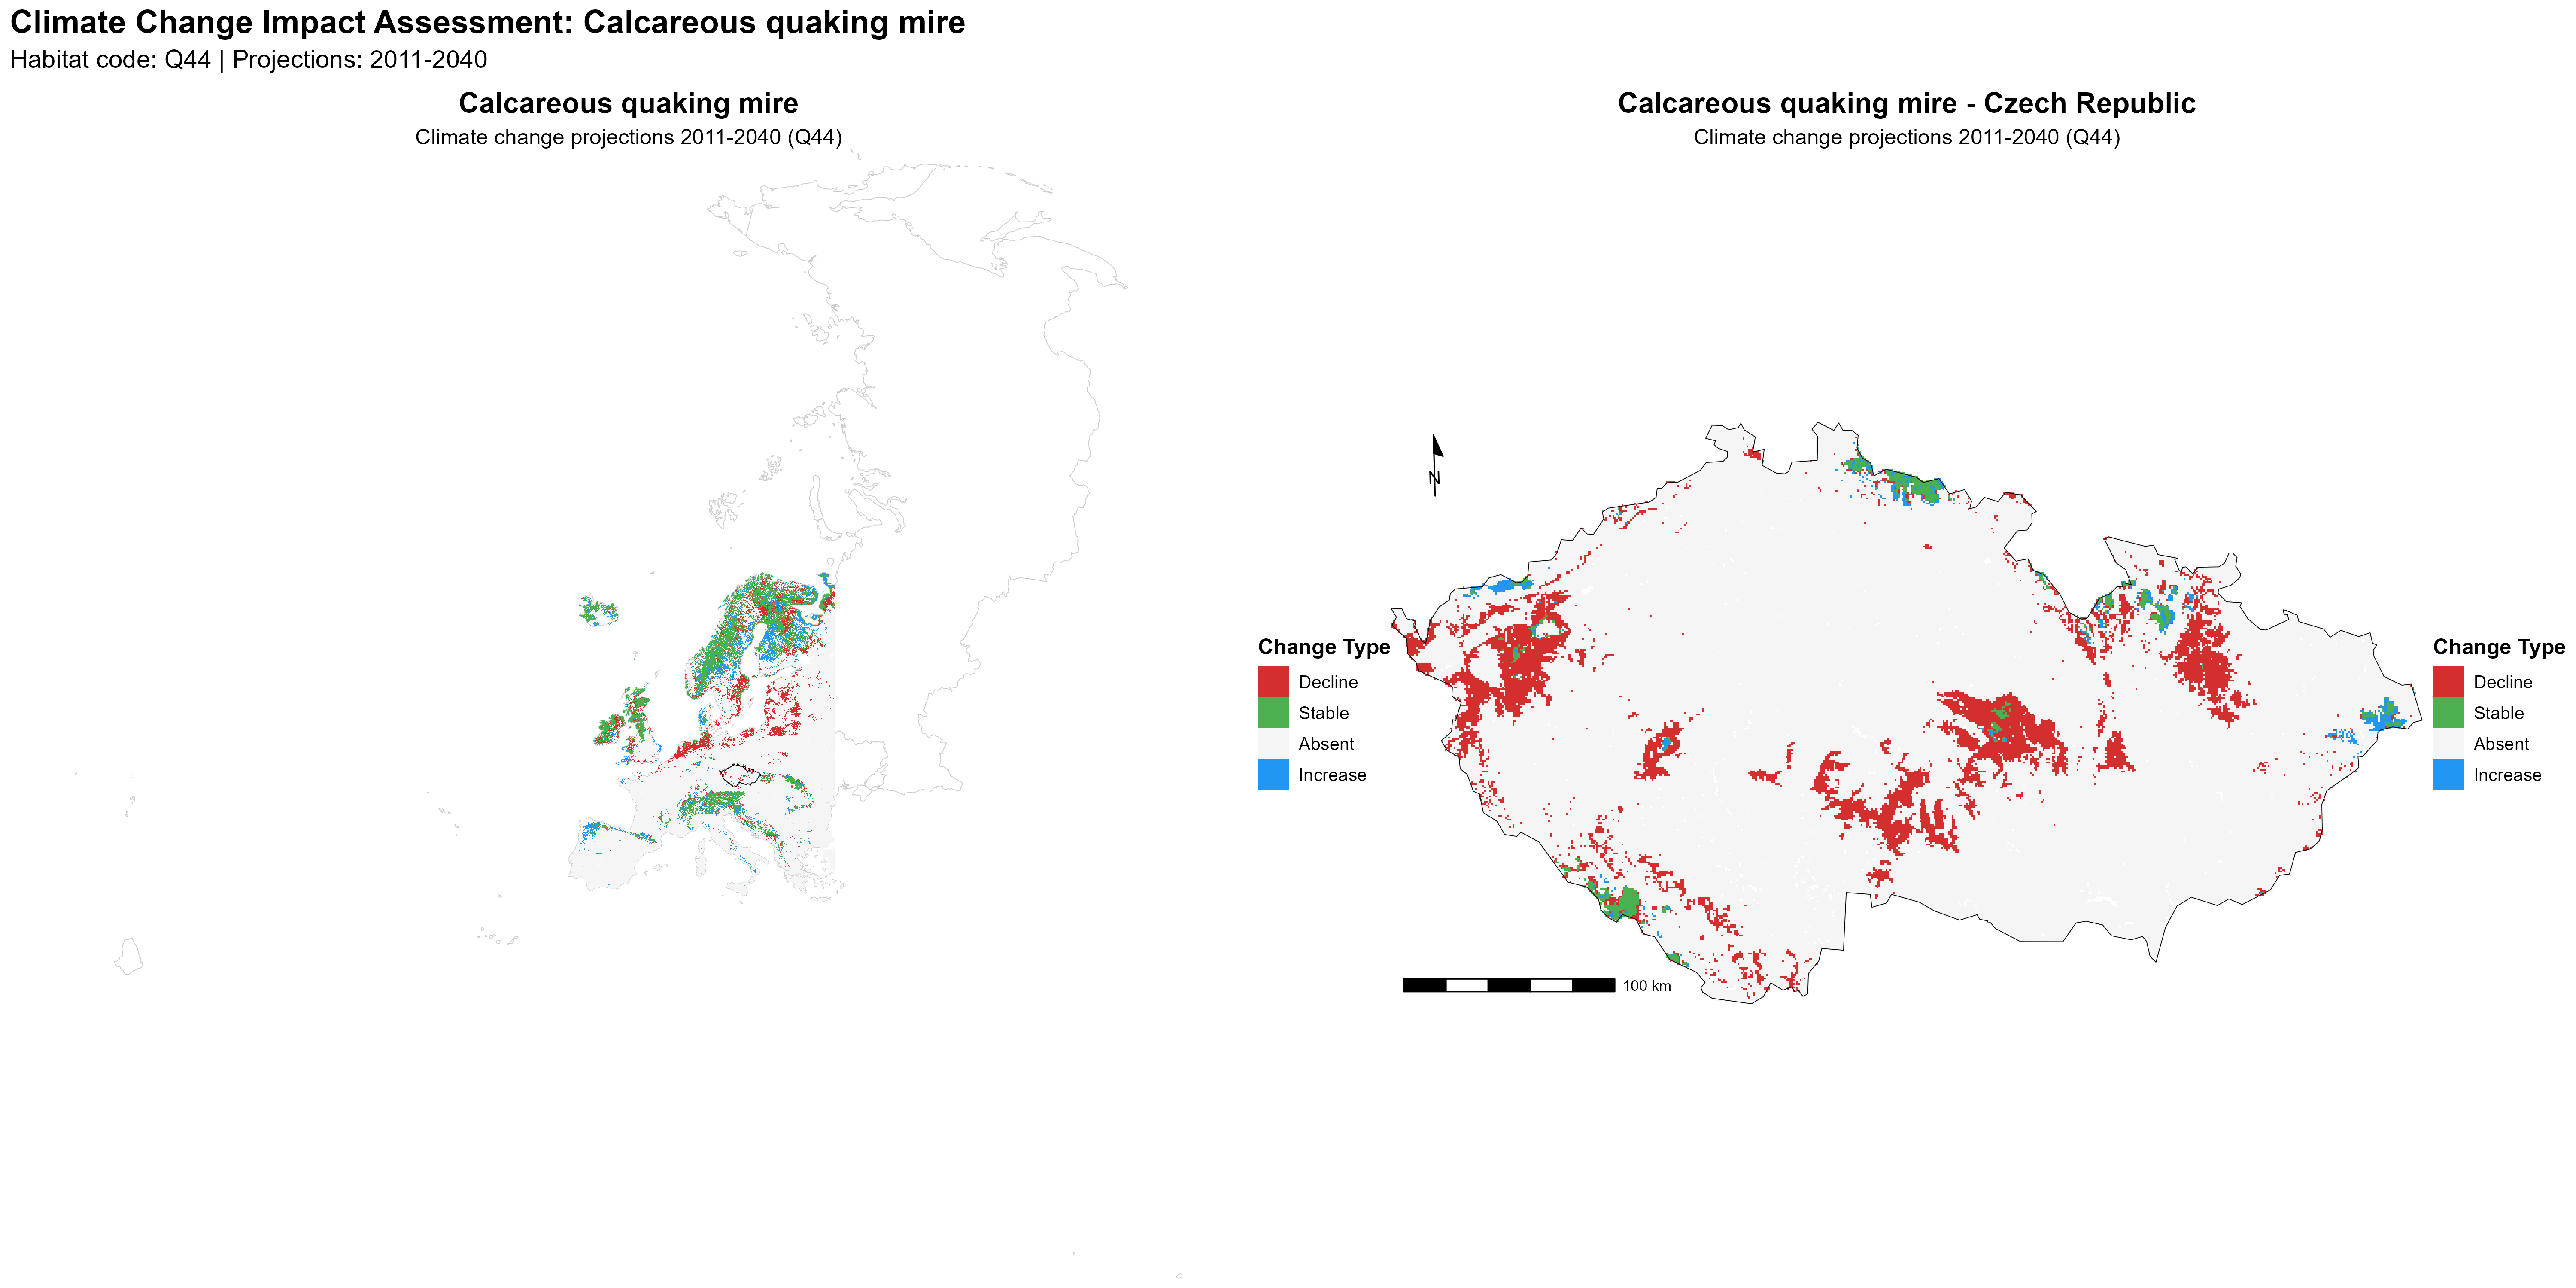 Climate Change Impact Assessment: Calcareous quaking mire
Habitat code: Q44 | Projections: 2011-2040
Calcareous quaking mire
Climate change projections 2011-2040 (Q44)
Change Type
Decline
Stable
Absent
Increase
Calcareous quaking mire - Czech Republic
Climate change projections 2011-2040 (Q44)
N
100 km
Change Type
Decline
Stable
Absent
Increase